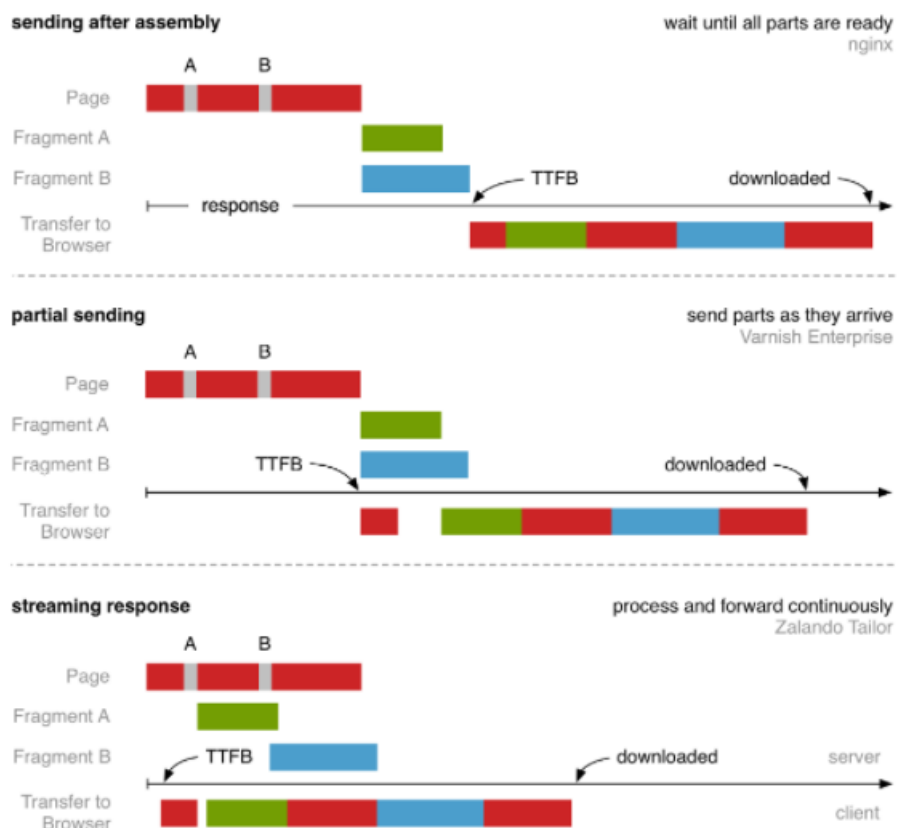 sending after assembly
wait until all parts are ready
nginx
A B
Page
Fragment A
Fragment B
TTFB
downloaded
response
Transfer to
Browser
partial sending
send parts as they arrive
Varnish Enterprise
A B
Page
Fragment A
Fragment B
TTFB
downloaded
Transfer to
Browser
streaming response
process and forward continuously
Zalando Tailor
A B
Page
Fragment A
Fragment B
TTFB
downloaded
server
Transfer to
Browser
client